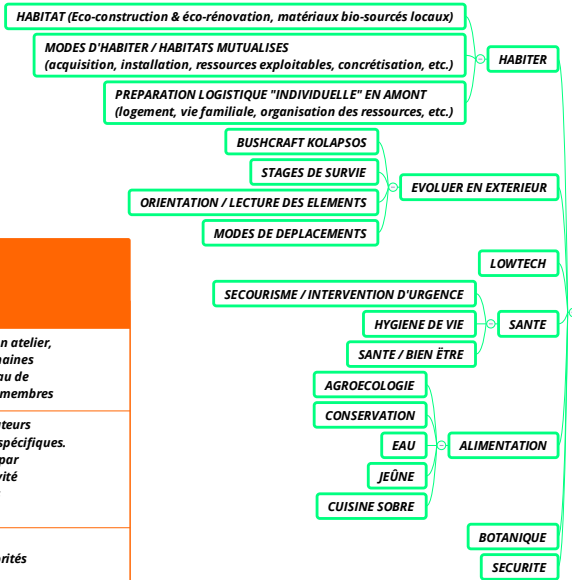 HABITAT (Eco-construction & éco-rénovation, matériaux bio-sourcés locaux)
MODES D'HABITER / HABITATS MUTUALISES
(acquisition, installation, ressources exploitables, concrétisation, etc.)
HABITER
PREPARATION LOGISTIQUE "INDIVIDUELLE" EN AMONT
(logement, vie familiale, organisation des ressources, etc.)
BUSHCRAFT KOLAPSOS
STAGES DE SURVIE
EVOLUER EN EXTERIEUR
ORIENTATION / LECTURE DES ELEMENTS
MODES DE DEPLACEMENTS
LOWTECH
SECOURISME / INTERVENTION D'URGENCE
HYGIENE DE VIE
SANTE
SANTE / BIEN ËTRE
AGROECOLOGIE
CONSERVATION
EAU
ALIMENTATION
JEÛNE
CUISINE SOBRE
BOTANIQUE
SECURITE
n atelier,
naines
au de
membres
teurs
spécifiques.
par
vité
orités